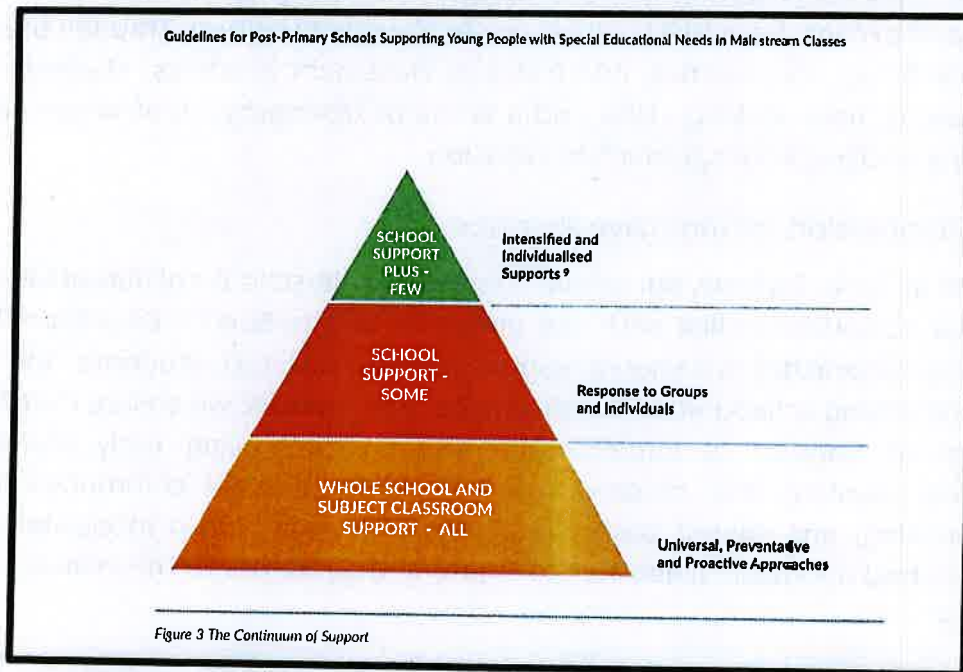 Guidelines for Post-Primary Schools Supporting Young People with Special Educational Needs in Mainstream Classes
SCHOOL
SUPPORT
PLUS -
FEW
Intensified and
Individualised
Supports 9
SCHOOL
SUPPORT -
SOME
Response to Groups
and Individuals
WHOLE SCHOOL AND
SUBJECT CLASSROOM
SUPPORT - ALL
Universal, Preventative
and Proactive Approaches
Figure 3 The Continuum of Support